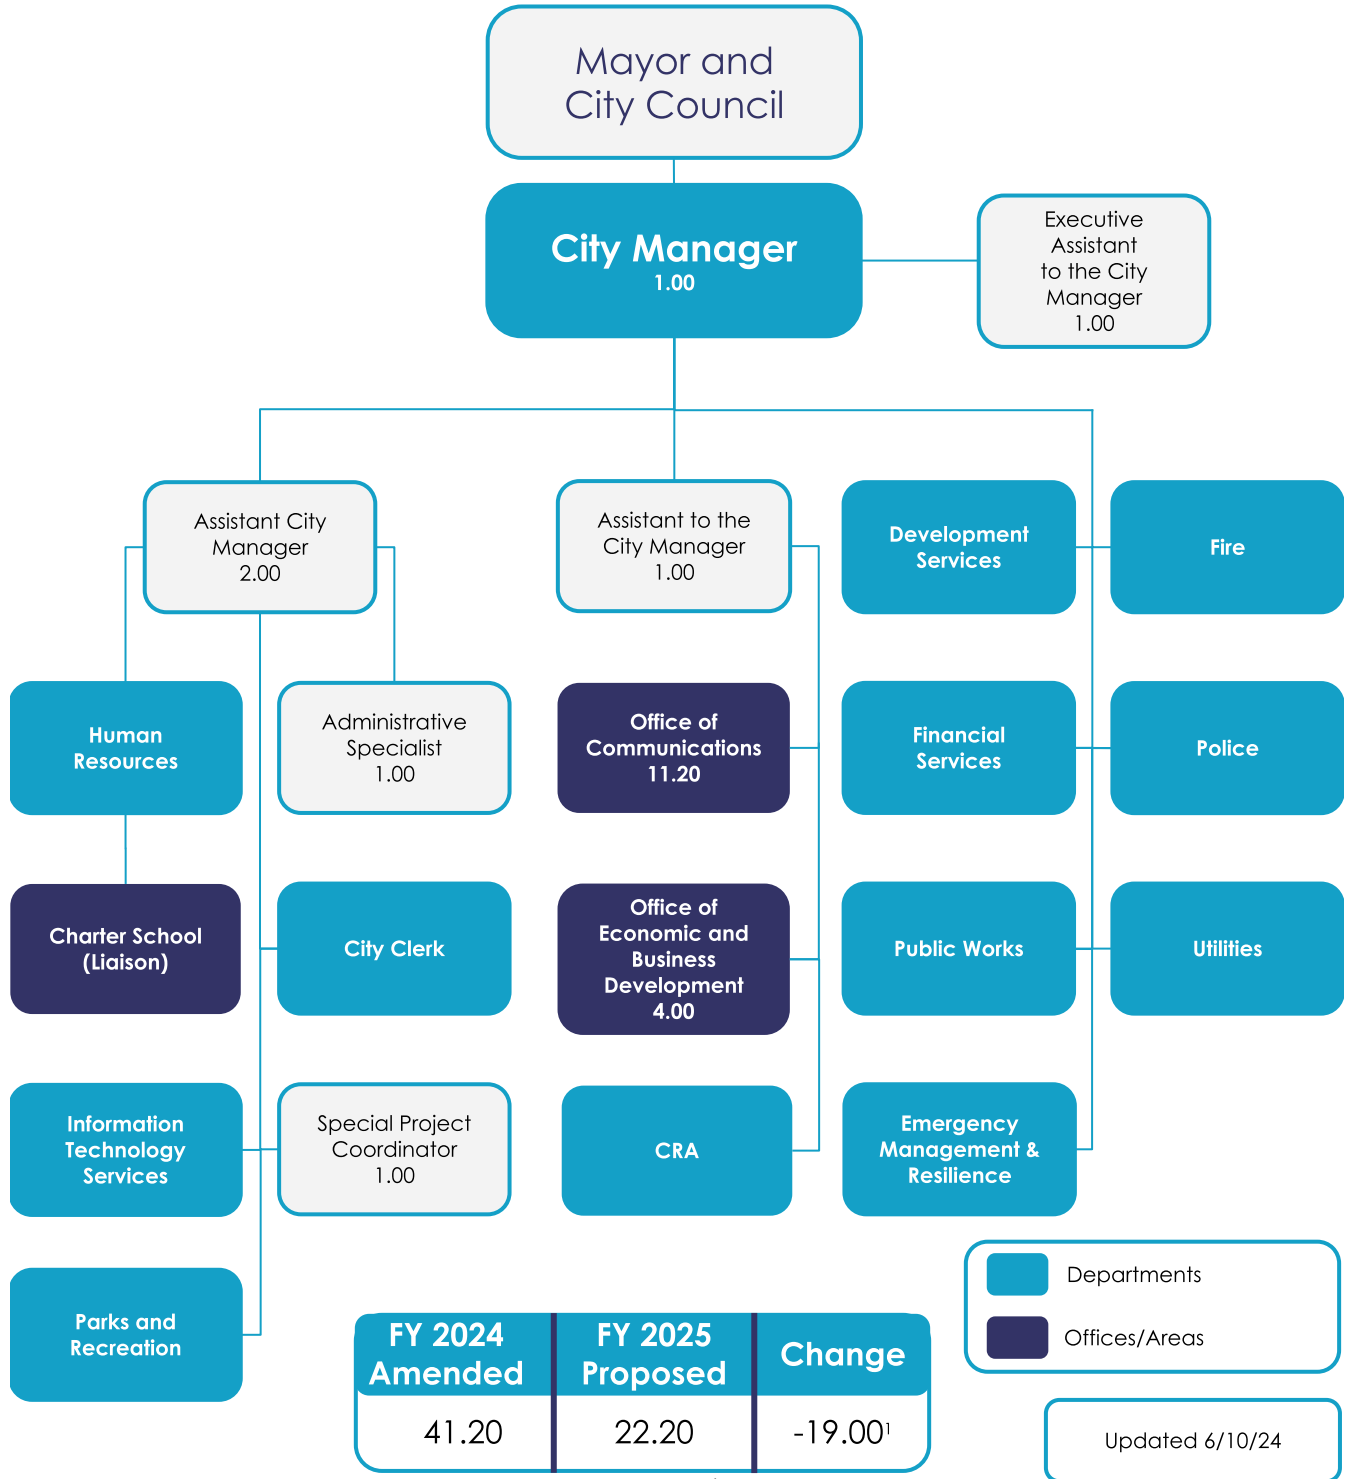 Mayor and
City Council
City Manager
1.00
Executive
Assistant
to the City
Manager
1.00
Assistant City
Manager
2.00
Assistant to the
City Manager
1.00
Development
Services
Fire
Human
Resources
Administrative
Specialist
1.00
Office of
Communications
11.20
Financial
Services
Police
Charter School
(Liaison)
City Clerk
Office of
Economic and
Business
Development
4.00
Public Works
Utilities
Information
Technology
Services
Special Project
Coordinator
1.00
CRA
Emergency
Management &
Resilience
Parks and
Recreation
Departments
Offices/Areas
FY 2024
Amended
FY 2025
Proposed
Change
41.20
22.20
-19.00¹
Updated 6/10/24